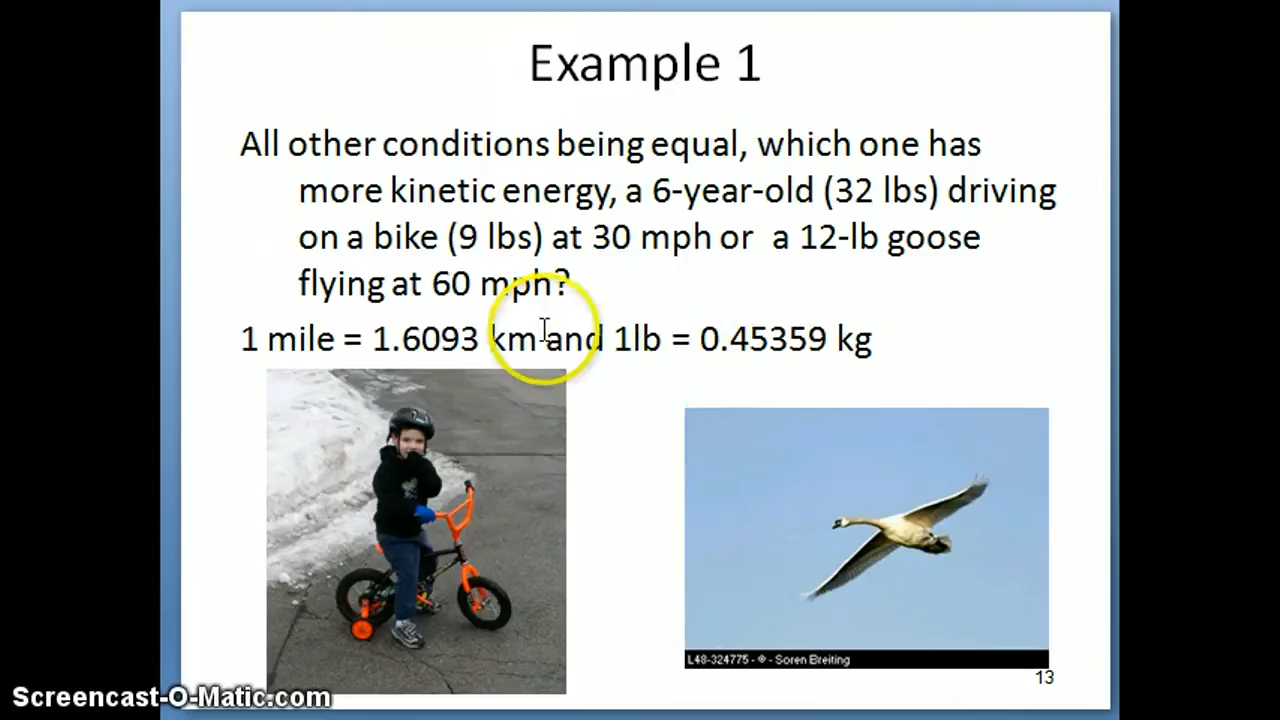 Example 1
All other conditions being equal, which one has
more kinetic energy, a 6-year-old (32 lbs) driving
on a bike (9 lbs) at 30 mph or a 12-lb goose
flying at 60 mph?
1 mile = 1.6093 km and 1lb = 0.45359 kg
L48-324775 - ® - Soren Breiting
13
Screencast-O-Matic.com